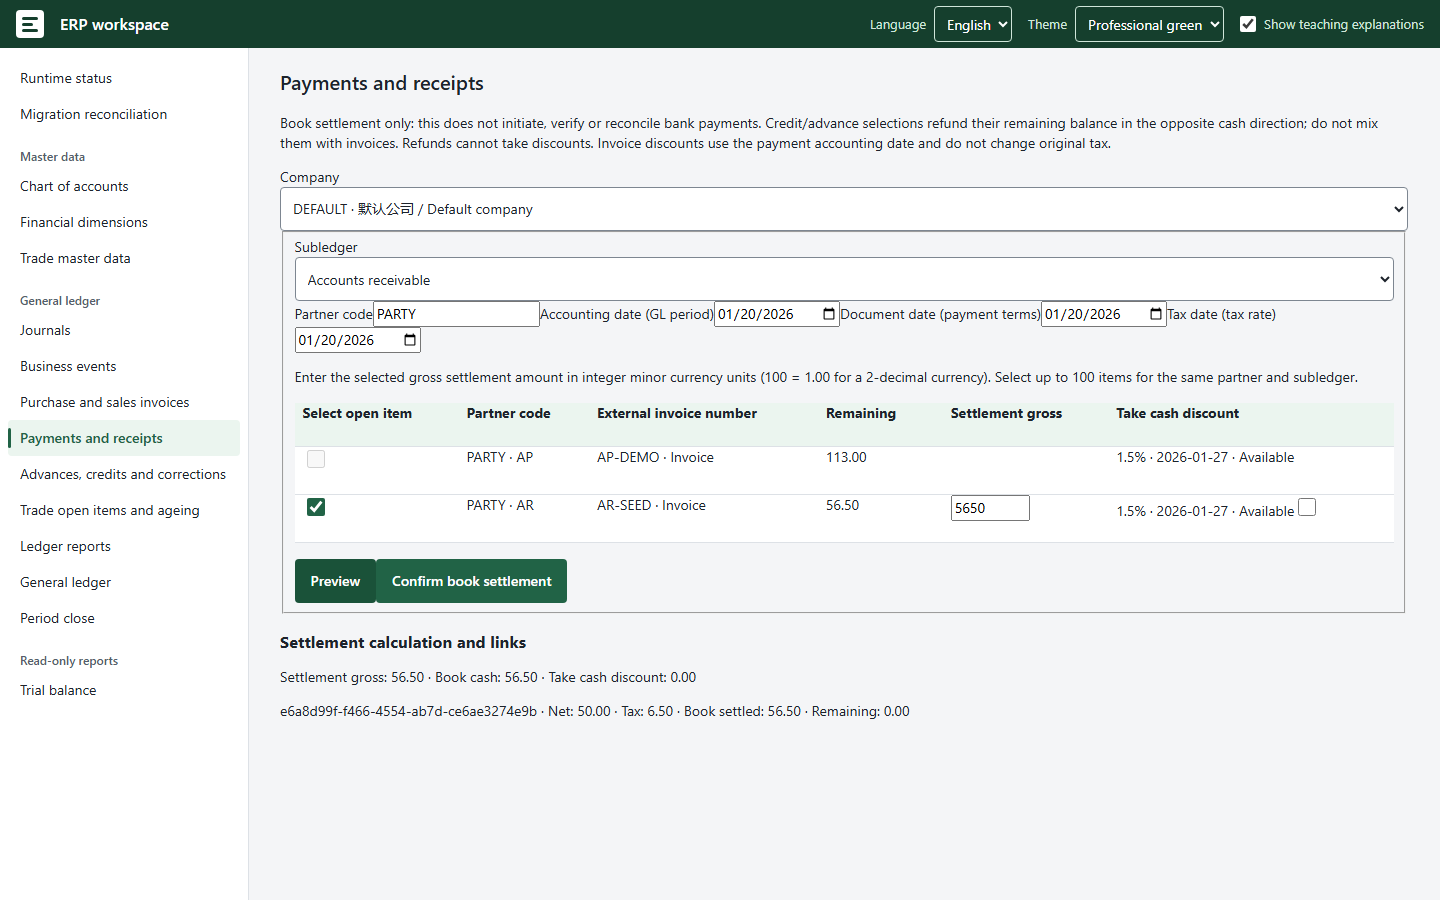 ERP workspace
Language English Theme Professional green Show teaching explanations
Runtime status
Migration reconciliation
Master data
Chart of accounts
Financial dimensions
Trade master data
General ledger
Journals
Business events
Purchase and sales invoices
Payments and receipts
Advances, credits and corrections
Trade open items and ageing
Ledger reports
General ledger
Period close
Read-only reports
Trial balance
Payments and receipts
Book settlement only: this does not initiate, verify or reconcile bank payments. Credit/advance selections refund their remaining balance in the opposite cash direction; do not mix
them with invoices. Refunds cannot take discounts. Invoice discounts use the payment accounting date and do not change original tax.
Company
DEFAULT · 默认公司 / Default company
Subledger
Accounts receivable
Partner code PARTY Accounting date (GL period) 01/20/2026 Document date (payment terms) 01/20/2026 Tax date (tax rate)
01/20/2026
Enter the selected gross settlement amount in integer minor currency units (100 = 1.00 for a 2-decimal currency). Select up to 100 items for the same partner and subledger.
Select open item Partner code External invoice number Remaining Settlement gross Take cash discount
PARTY · AP AP-DEMO · Invoice 113.00 1.5% · 2026-01-27 · Available
PARTY · AR AR-SEED · Invoice 56.50 5650 1.5% · 2026-01-27 · Available
Preview Confirm book settlement
Settlement calculation and links
Settlement gross: 56.50 · Book cash: 56.50 · Take cash discount: 0.00
e6a8d99f-f466-4554-ab7d-ce6ae3274e9b · Net: 50.00 · Tax: 6.50 · Book settled: 56.50 · Remaining: 0.00